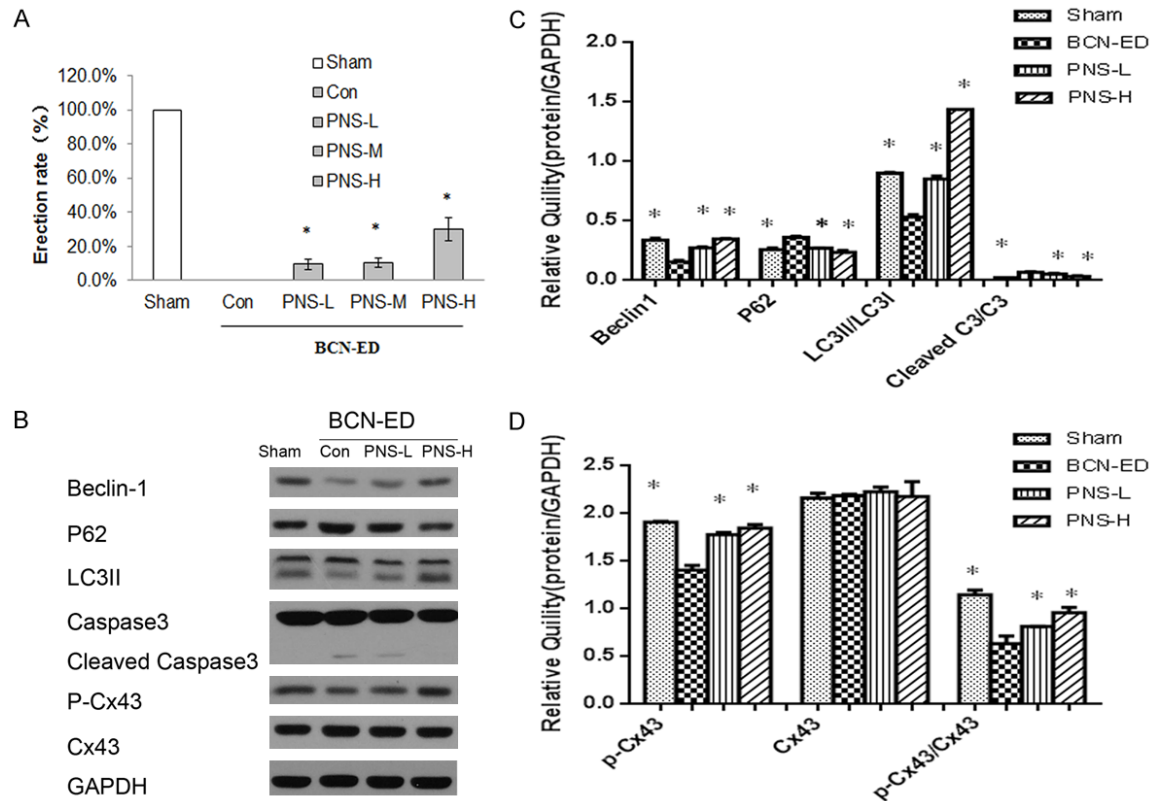 A
Erection rate (%)
120.0%
100.0%
80.0%
60.0%
40.0%
20.0%
0.0%
Sham
Con
PNS-L
PNS-M
PNS-H
* * *
Sham Con PNS-L PNS-M PNS-H
BCN-ED
B
BCN-ED
Sham Con PNS-L PNS-H
Beclin-1
P62
LC3II
Caspase3
Cleaved Caspase3
P-Cx43
Cx43
GAPDH
C
Relative Quility(protein/GAPDH)
2.0
1.5
1.0
0.5
0.0
Sham
BCN-ED
PNS-L
PNS-H
* * * * * * * * * * * *
Beclin1 P62 LC3II/LC3I Cleaved C3/C3
D
Relative Quility(protein/GAPDH)
2.5
2.0
1.5
1.0
0.5
0.0
Sham
BCN-ED
PNS-L
PNS-H
* * * * * *
p-Cx43 Cx43 p-Cx43/Cx43